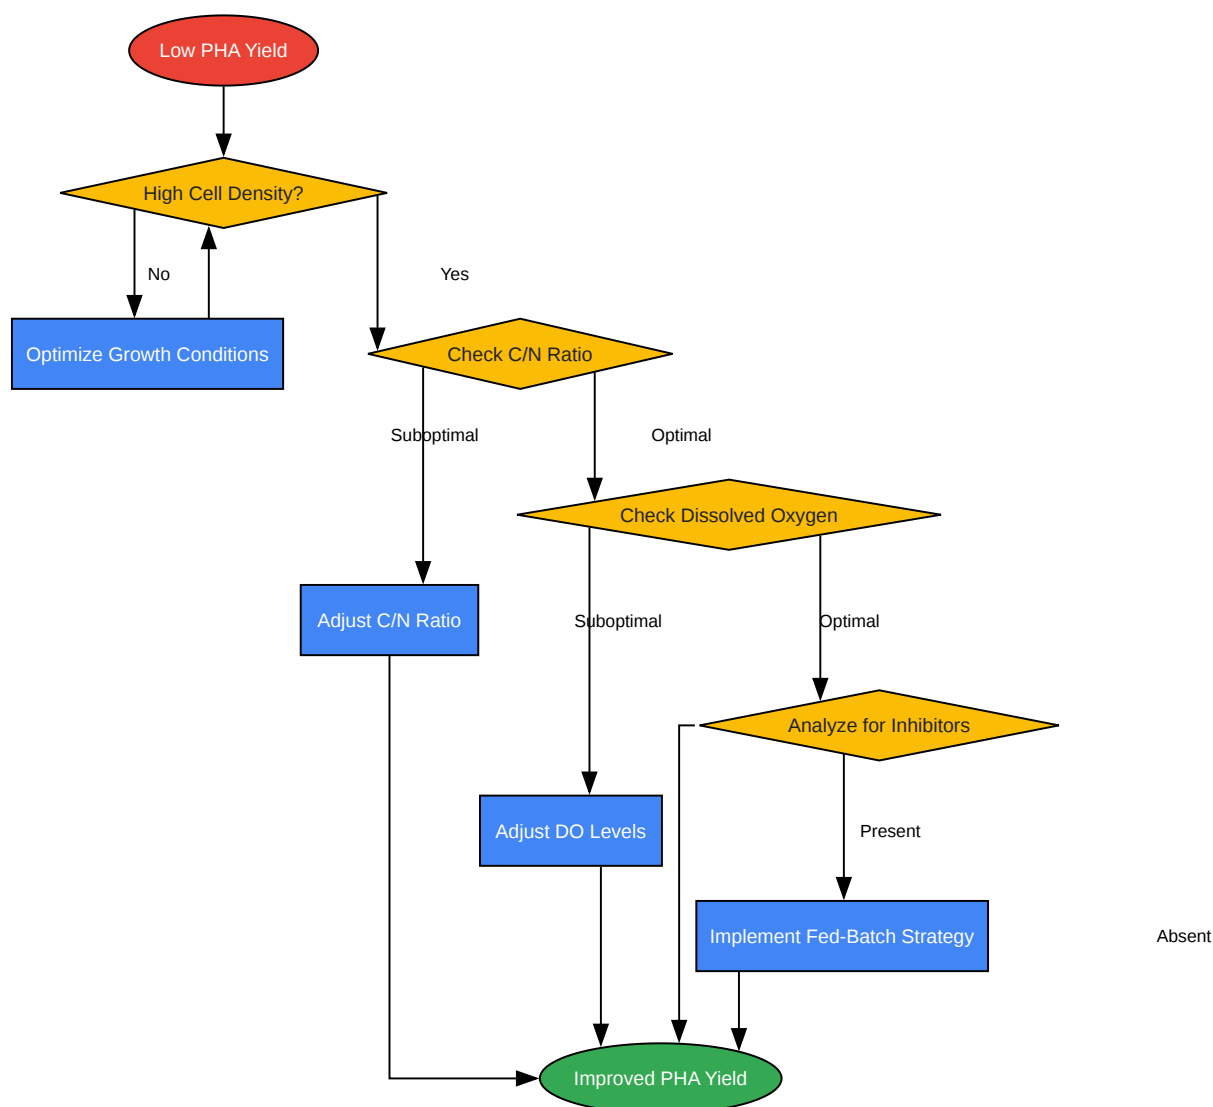 Low PHA Yield
High Cell Density?
No
Yes
Optimize Growth Conditions
Check C/N Ratio
Suboptimal
Optimal
Check Dissolved Oxygen
Adjust C/N Ratio
Suboptimal
Optimal
Analyze for Inhibitors
Adjust DO Levels
Present
Implement Fed-Batch Strategy
Absent
Improved PHA Yield